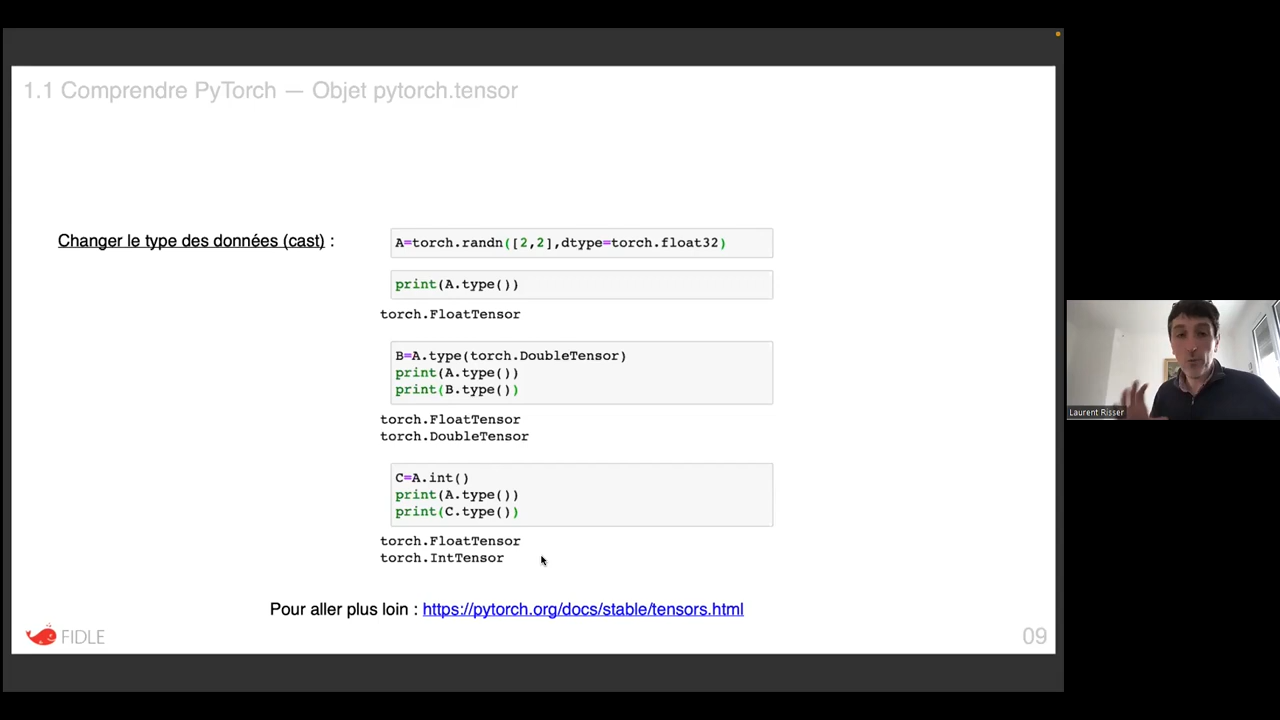 1.1 Comprendre PyTorch — Objet pytorch.tensor
Changer le type des données (cast) :
A=torch.randn([2,2],dtype=torch.float32)
print(A.type())
torch.FloatTensor
B=A.type(torch.DoubleTensor)
print(A.type())
print(B.type())
torch.FloatTensor
torch.DoubleTensor
C=A.int()
print(A.type())
print(C.type())
torch.FloatTensor
torch.IntTensor
Pour aller plus loin : https://pytorch.org/docs/stable/tensors.html
FIDLE
09
Laurent Risser